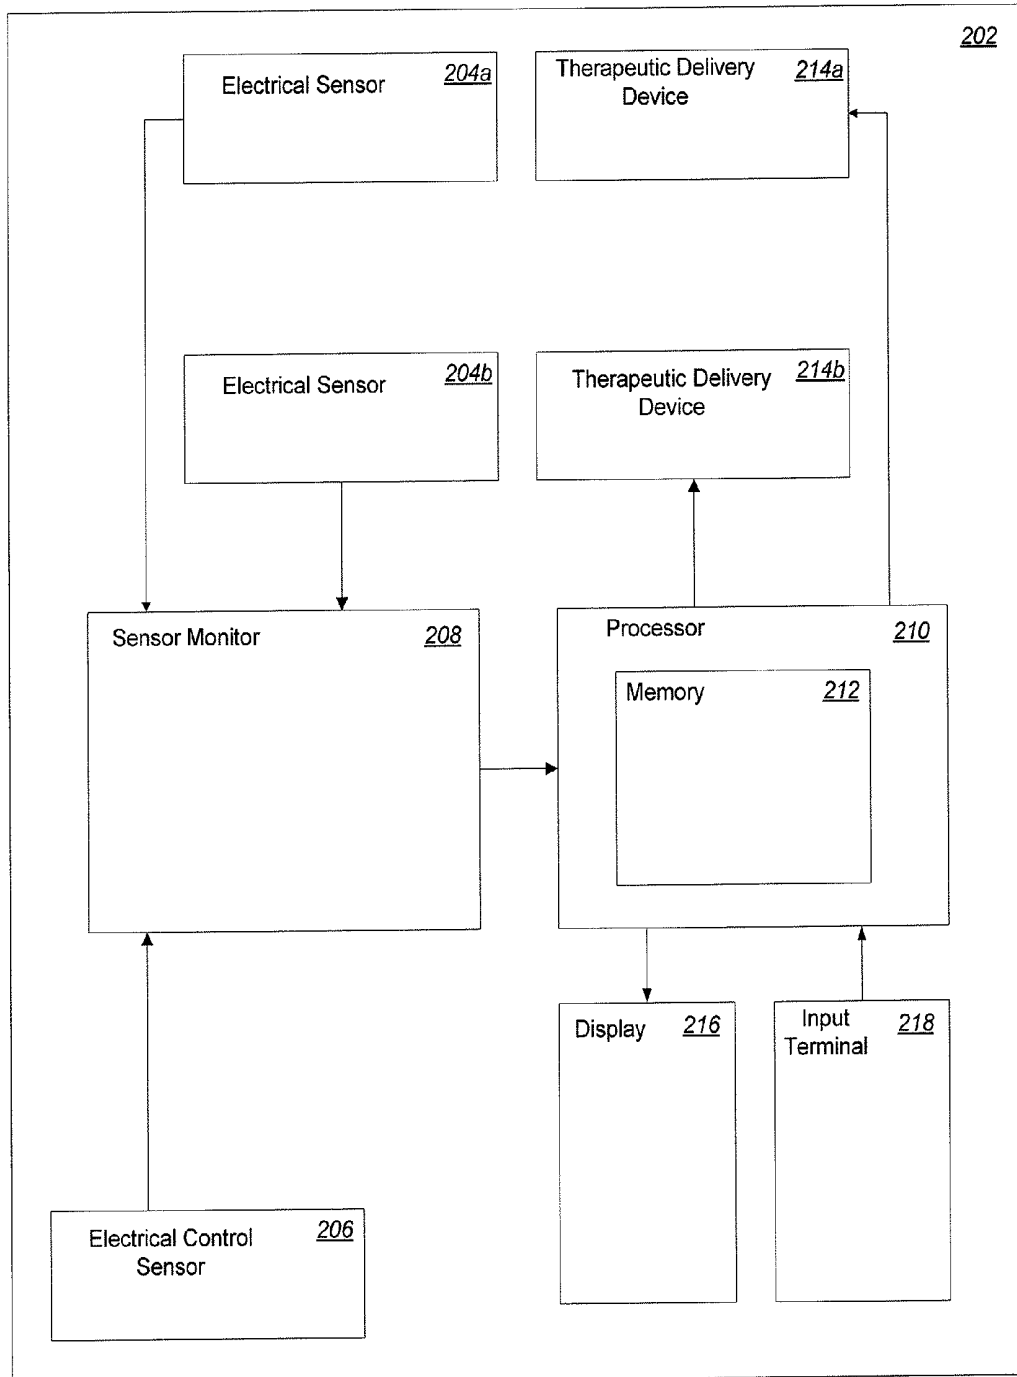 202
Electrical Sensor 204a
Therapeutic Delivery 214a
Device
Electrical Sensor 204b
Therapeutic Delivery 214b
Device
Sensor Monitor 208
Processor 210
Memory 212
Display 216
Input 218
Terminal
Electrical Control 206
Sensor